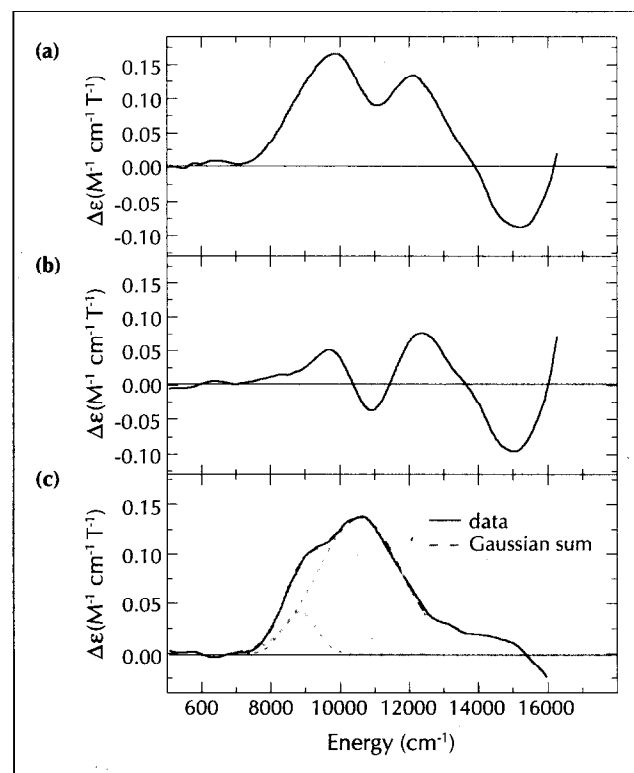 (a)
0.15
0.10
0.05
0.00
-0.05
-0.10
Δε(M⁻¹ cm⁻¹ T⁻¹)
(b)
0.15
0.10
0.05
0.00
-0.05
-0.10
Δε(M⁻¹ cm⁻¹ T⁻¹)
(c)
0.15
0.10
0.05
0.00
Δε(M⁻¹ cm⁻¹ T⁻¹)
data
Gaussian sum
600 8000 10000 12000 14000 16000
Energy (cm⁻¹)